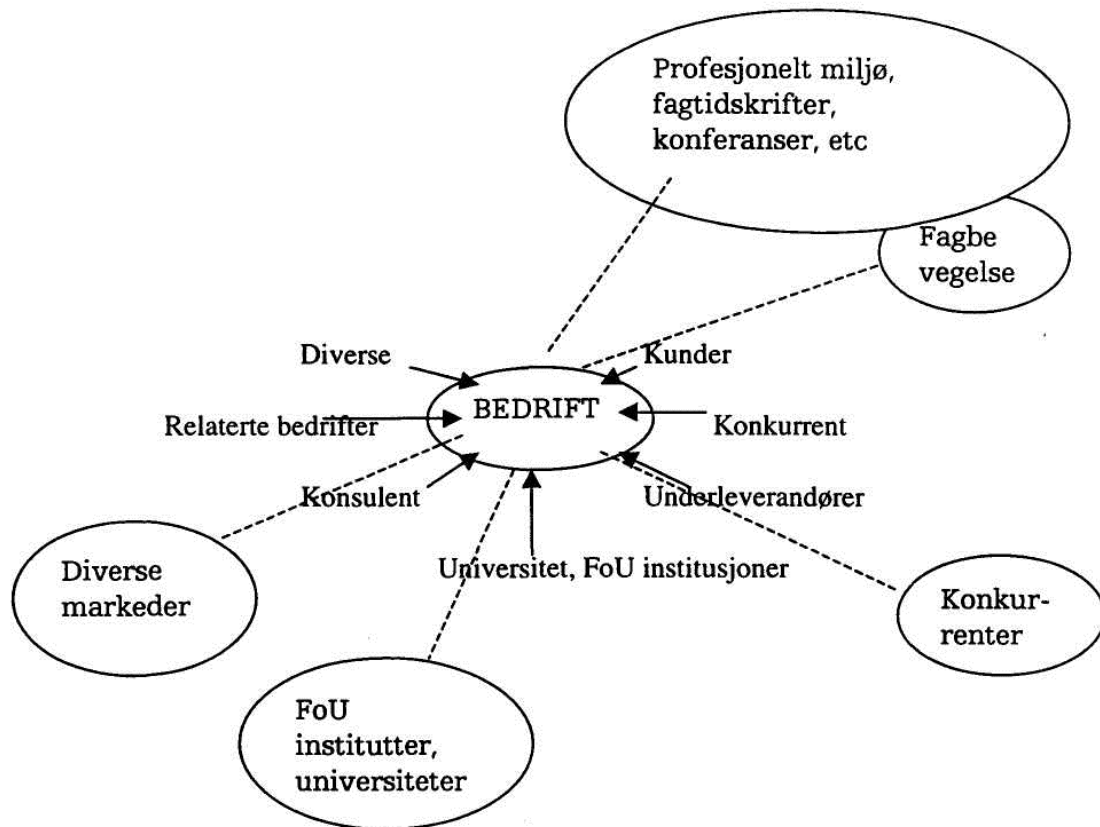 Profesjonelt miljø,
fagtidskrifter,
konferanser, etc
Fagbe
vegelse
Diverse
Kunder
BEDRIFT
Relaterte bedrifter
Konkurrent
Konsulent
Underleverandører
Universitet, FoU institusjoner
Diverse
markeder
Konkur-
renter
FoU
institutter,
universiteter